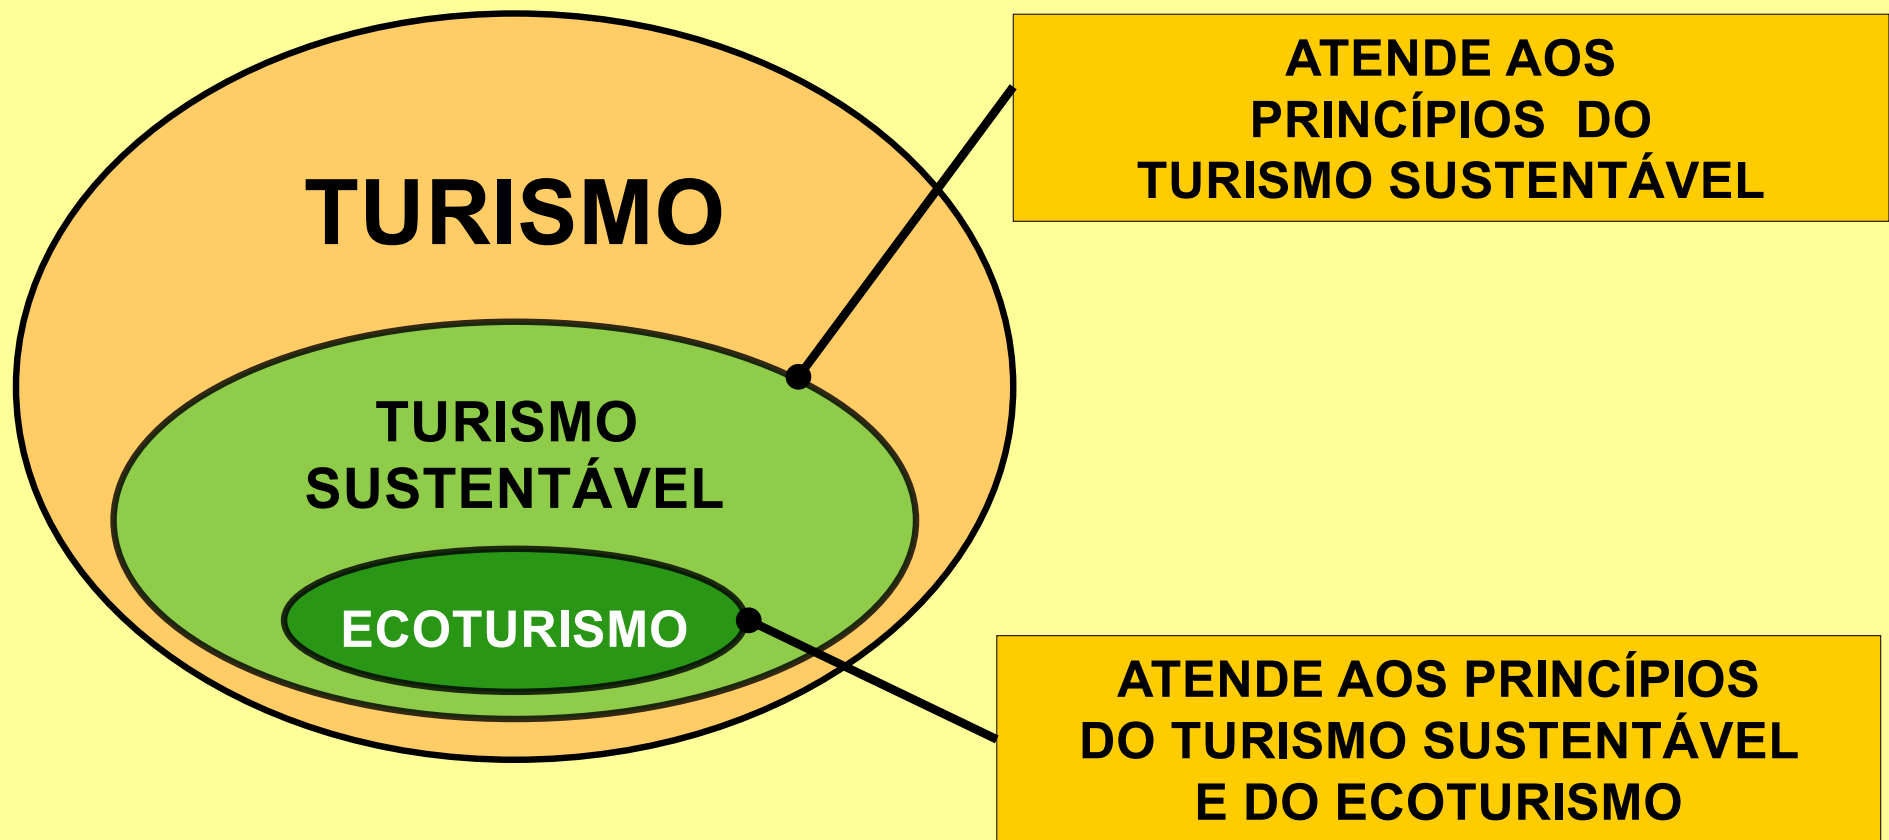 TURISMO
TURISMO
SUSTENTÁVEL
ECOTURISMO
ATENDE AOS
PRINCÍPIOS DO
TURISMO SUSTENTÁVEL
ATENDE AOS PRINCÍPIOS
DO TURISMO SUSTENTÁVEL
E DO ECOTURISMO